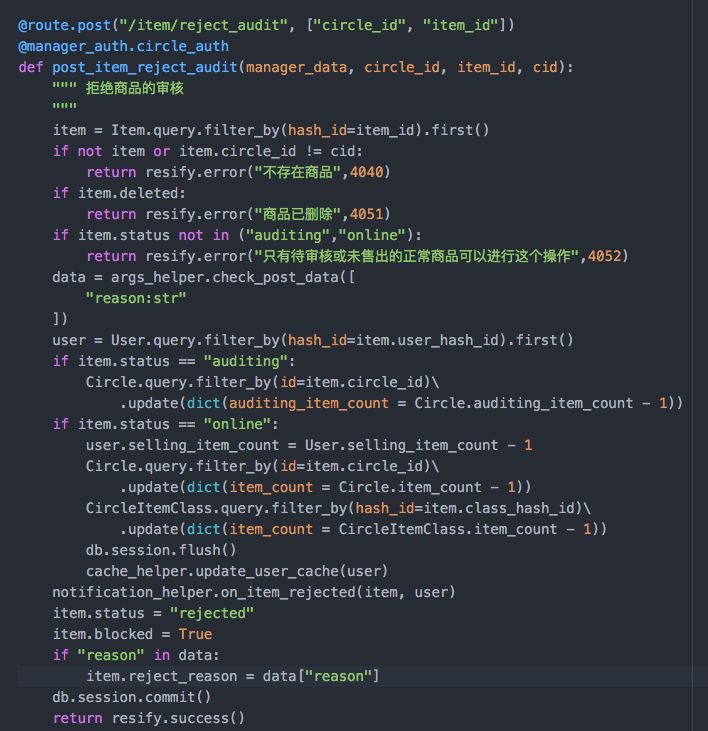 @route.post("/item/reject_audit", ["circle_id", "item_id"])
@manager_auth.circle_auth
def post_item_reject_audit(manager_data, circle_id, item_id, cid):
    """ 拒绝商品的审核
    """
    item = Item.query.filter_by(hash_id=item_id).first()
    if not item or item.circle_id != cid:
        return resify.error("不存在商品",4040)
    if item.deleted:
        return resify.error("商品已删除",4051)
    if item.status not in ("auditing","online"):
        return resify.error("只有待审核或未售出的正常商品可以进行这个操作",4052)
    data = args_helper.check_post_data([
        "reason:str"
    ])
    user = User.query.filter_by(hash_id=item.user_hash_id).first()
    if item.status == "auditing":
        Circle.query.filter_by(id=item.circle_id)\
            .update(dict(auditing_item_count = Circle.auditing_item_count - 1))
    if item.status == "online":
        user.selling_item_count = User.selling_item_count - 1
        Circle.query.filter_by(id=item.circle_id)\
            .update(dict(item_count = Circle.item_count - 1))
        CircleItemClass.query.filter_by(hash_id=item.class_hash_id)\
            .update(dict(item_count = CircleItemClass.item_count - 1))
        db.session.flush()
        cache_helper.update_user_cache(user)
    notification_helper.on_item_rejected(item, user)
    item.status = "rejected"
    item.blocked = True
    if "reason" in data:
        item.reject_reason = data["reason"]
    db.session.commit()
    return resify.success()